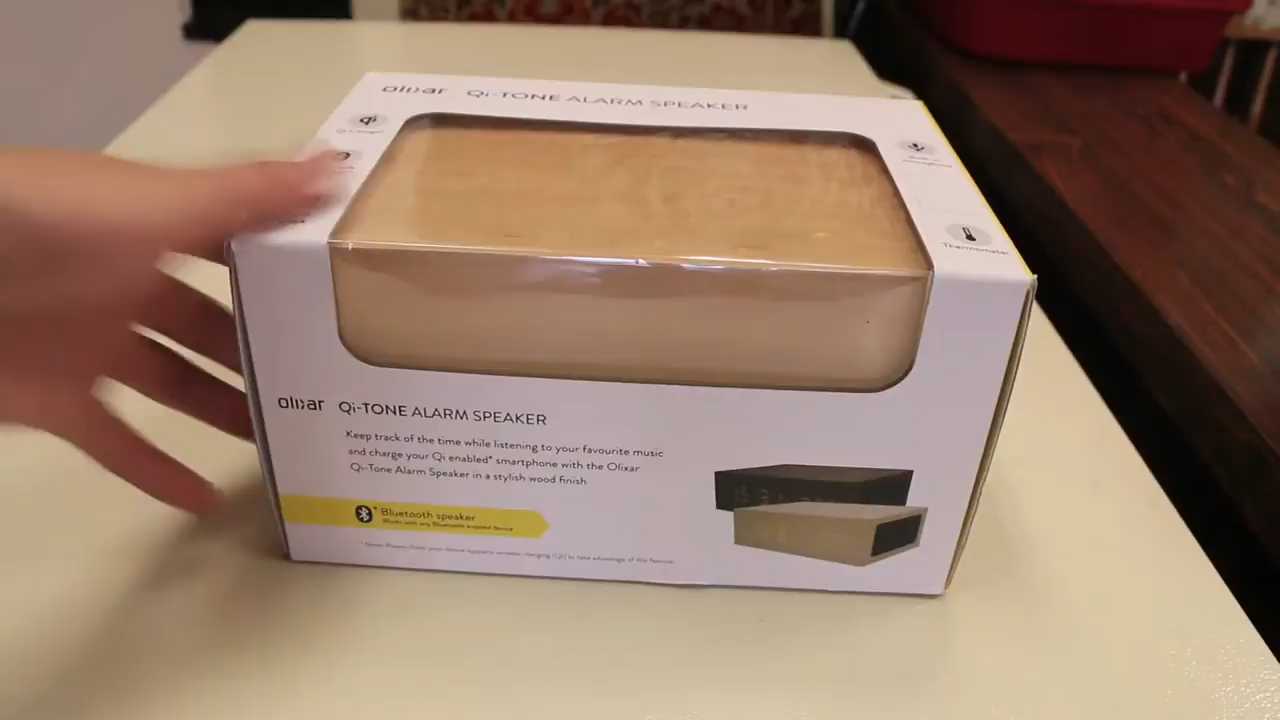 olixar Qi-TONE ALARM SPEAKER
Thermometer
olixar Qi-TONE ALARM SPEAKER
Keep track of the time while listening to your favourite music
and charge your Qi enabled* smartphone with the Olixar
Qi-Tone Alarm Speaker in a stylish wood finish
* Bluetooth speaker